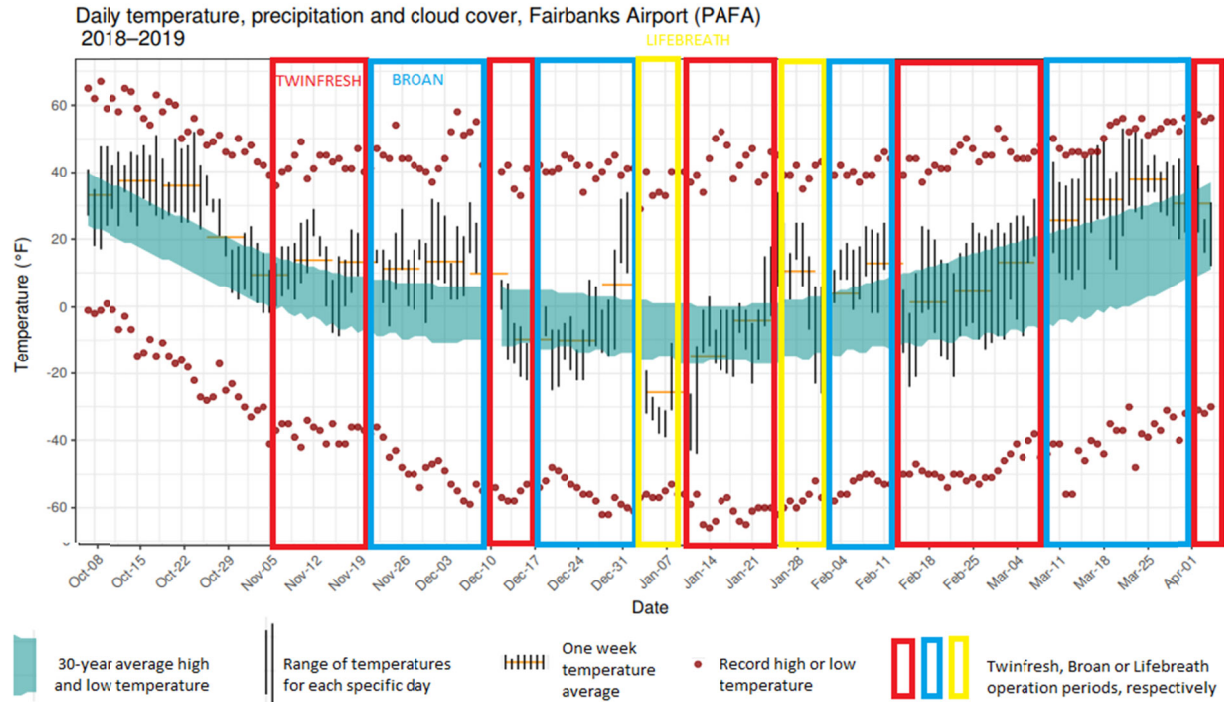 Daily temperature, precipitation and cloud cover, Fairbanks Airport (PAFA)
2018–2019
LIFEBREATH
TWINFRESH
BROAN
60
40
20
0
-20
-40
-60
Temperature (°F)
Oct-08
Oct-15
Oct-22
Oct-29
Nov-05
Nov-12
Nov-19
Nov-26
Dec-03
Dec-10
Dec-17
Dec-24
Dec-31
Jan-07
Jan-14
Jan-21
Jan-28
Feb-04
Feb-11
Feb-18
Feb-25
Mar-04
Mar-11
Mar-18
Mar-25
Apr-01
Date
30-year average high
and low temperature
Range of temperatures
for each specific day
One week
temperature
average
Record high or low
temperature
Twinfresh, Broan or Lifebreath
operation periods, respectively